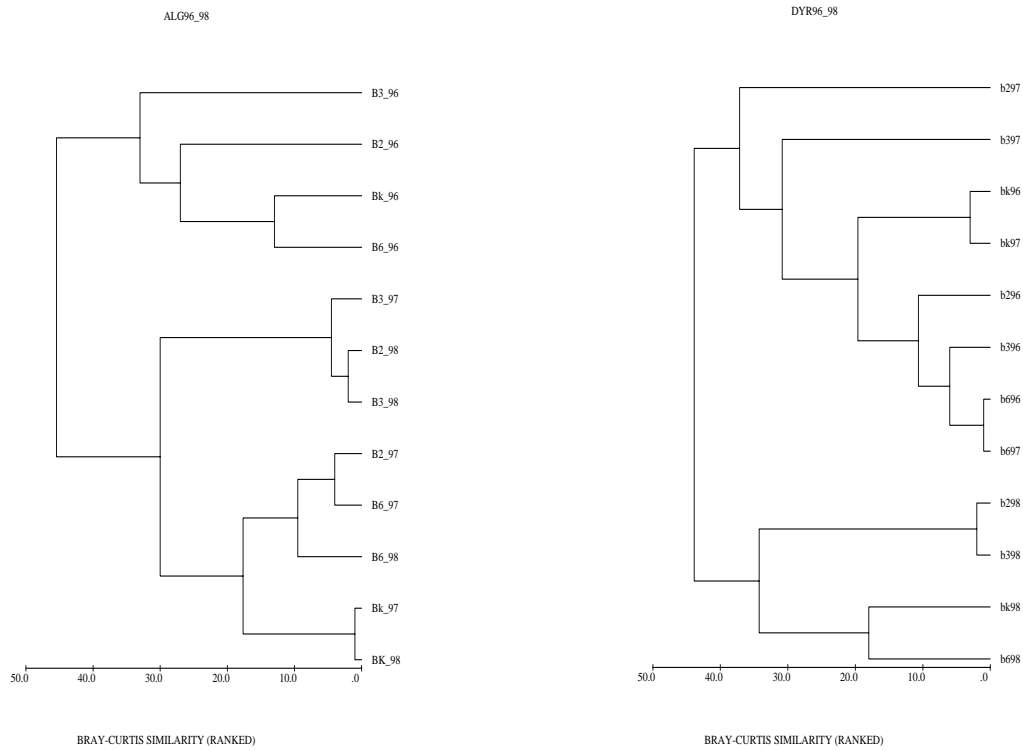 ALG96_98
B3_96
B2_96
Bk_96
B6_96
B3_97
B2_98
B3_98
B2_97
B6_97
B6_98
Bk_97
BK_98
50.0 40.0 30.0 20.0 10.0 .0
BRAY-CURTIS SIMILARITY (RANKED)
DYR96_98
b297
b397
bk96
bk97
b296
b396
b696
b697
b298
b398
bk98
b698
50.0 40.0 30.0 20.0 10.0 .0
BRAY-CURTIS SIMILARITY (RANKED)